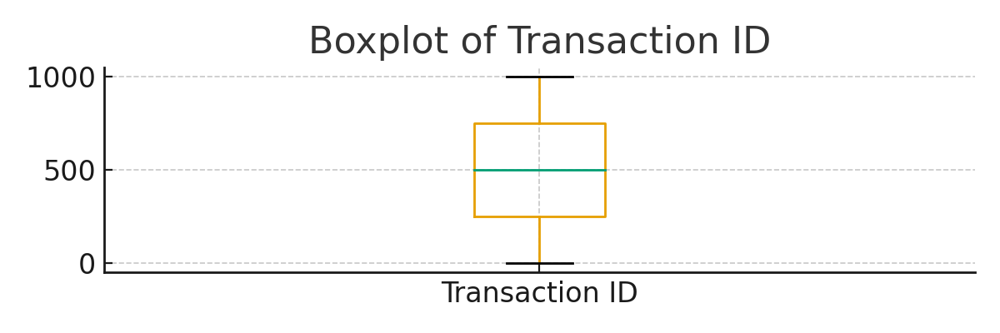 Boxplot of Transaction ID
1000
500
0
Transaction ID